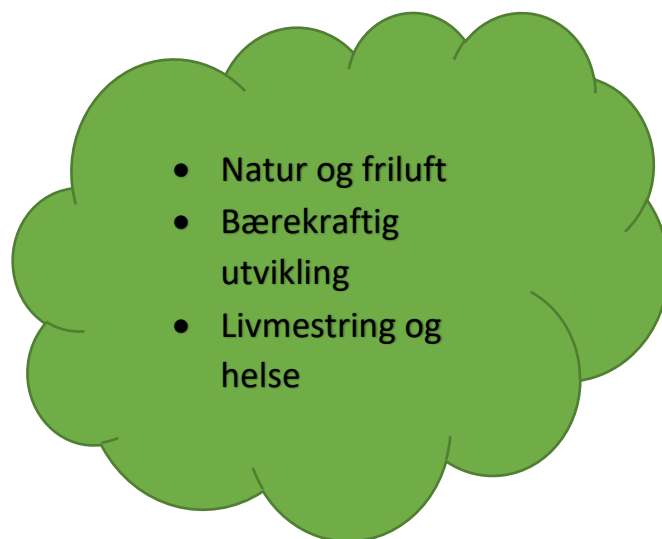 • Natur og friluft
• Bærekraftig
utvikling
• Livmestring og
helse